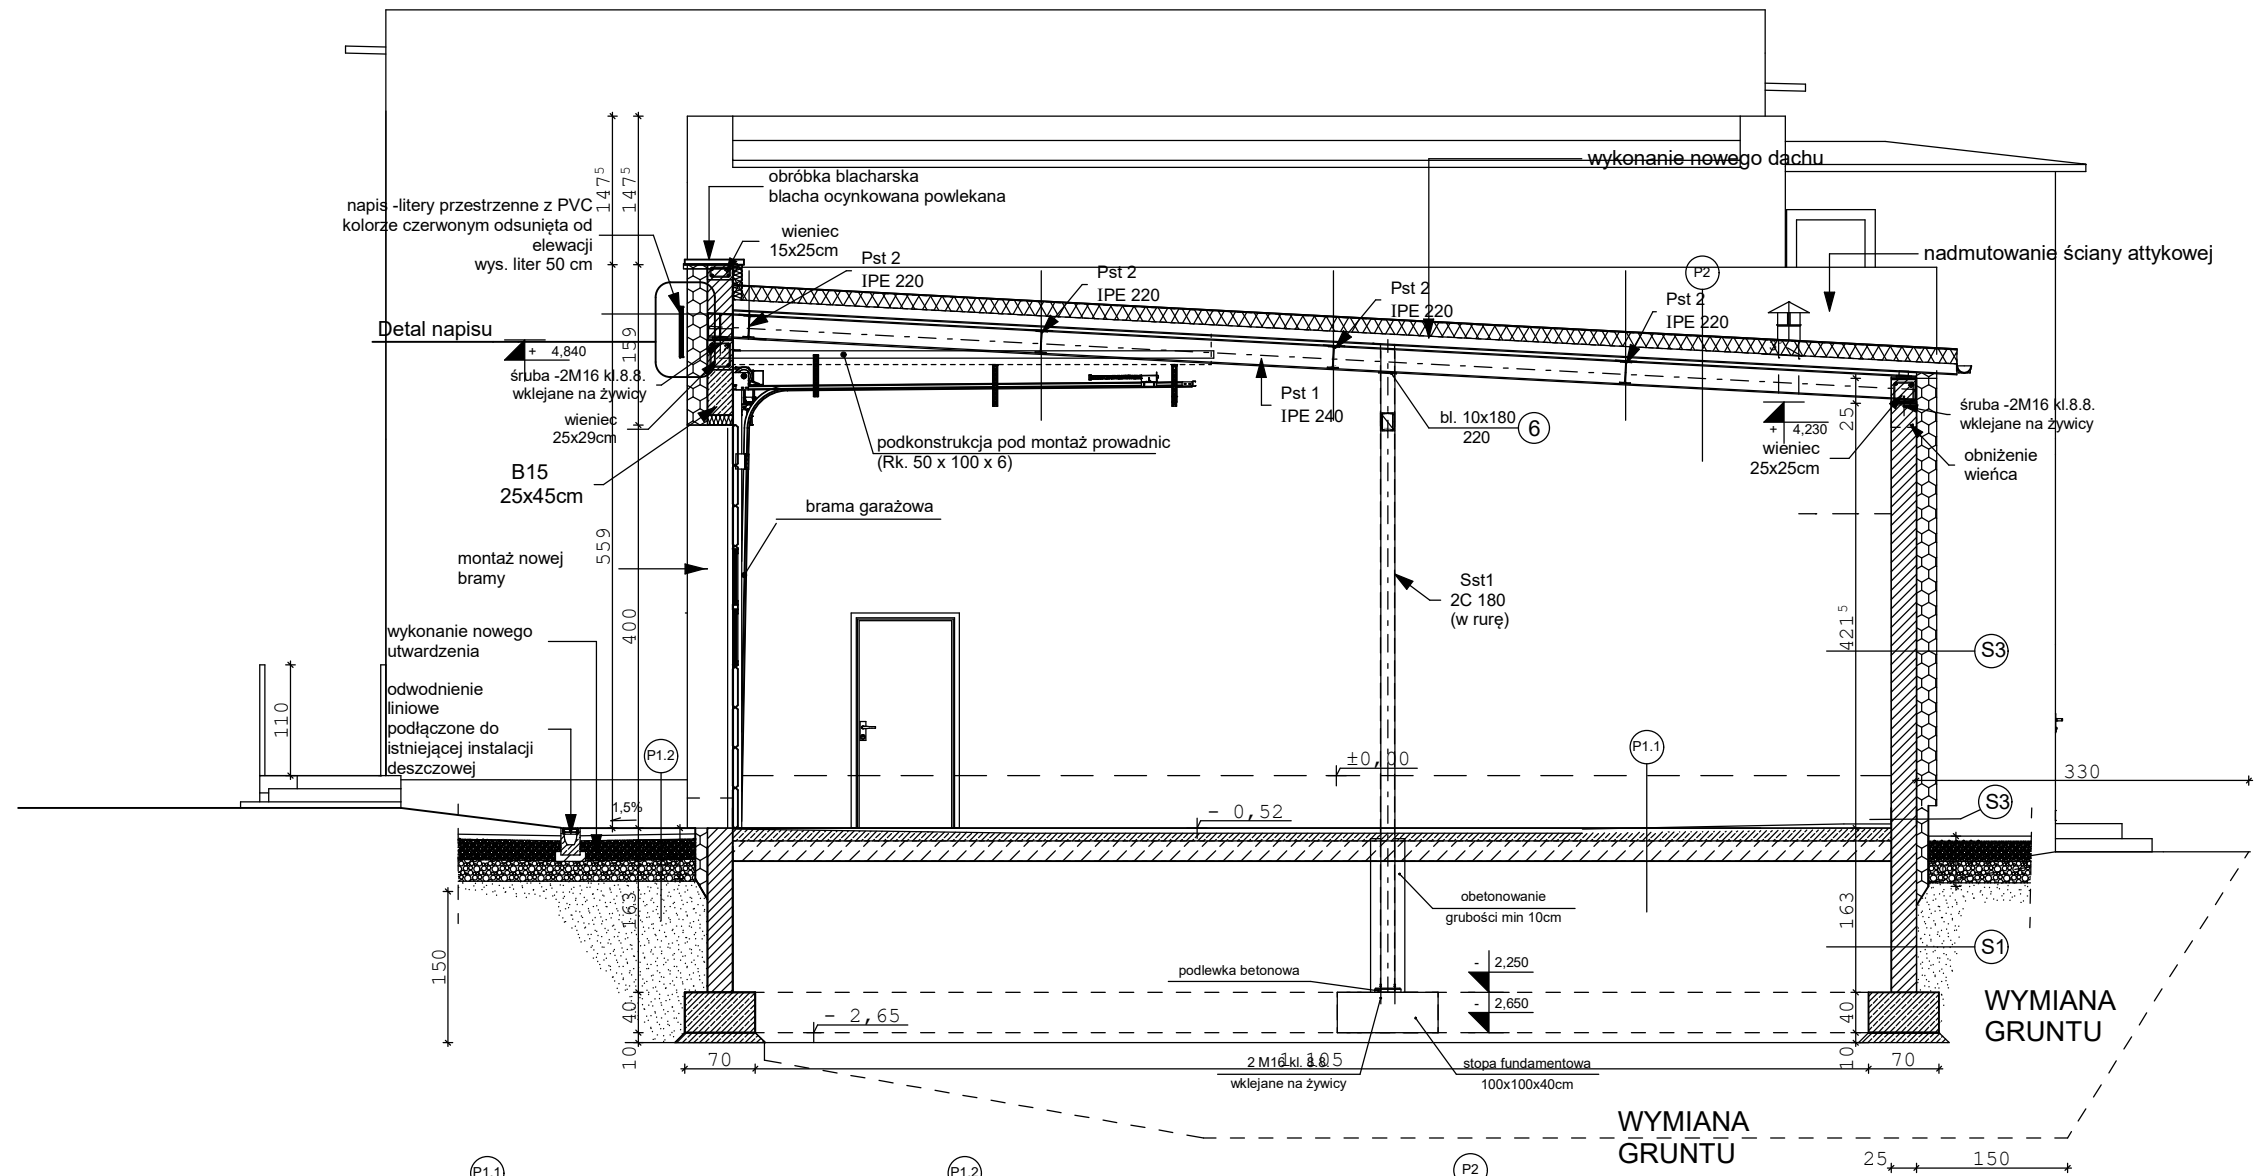 wykonanie nowego dachu
obróbka blacharska
blacha ocynkowana powlekana
147⁵
147⁵
napis -litery przestrzenne z PVC
kolorze czerwonym odsunięta od
elewacji
wys. liter 50 cm
wieniec
15x25cm
nadmutowanie ściany attykowej
Pst 2
IPE 220
Pst 2
IPE 220
Pst 2
IPE 220
Pst 2
IPE 220
P2
Detal napisu
+ 4,840
159
śruba -2M16 kl.8.8.
wklejane na żywicy
wieniec
25x29cm
Pst 1
IPE 240
bl. 10x180
220
6
25
+ 4,230
wieniec
25x25cm
śruba -2M16 kl.8.8.
wklejane na żywicy
obniżenie
wieńca
podkonstrukcja pod montaż prowadnic
(Rk. 50 x 100 x 6)
B15
25x45cm
brama garażowa
559
montaż nowej
bramy
Sst1
2C 180
(w rurę)
400
421⁵
wykonanie nowego
utwardzenia
S3
odwodnienie
liniowe
podłączone do
istniejącej instalacji
deszczowej
110
P1.2
P1.1
±0,00
330
1,5%
- 0,52
S3
163
obetonowanie
grubości min 10cm
163
150
S1
podlewka betonowa
- 2,250
- 2,650
WYMIANA
GRUNTU
40
- 2,65
40
10
70
2 M16 kl. 8.8.
wklejane na żywicy
1 105
stopa fundamentowa
100x100x40cm
10
70
WYMIANA
GRUNTU
25
150
P1.1
P1.2
P2